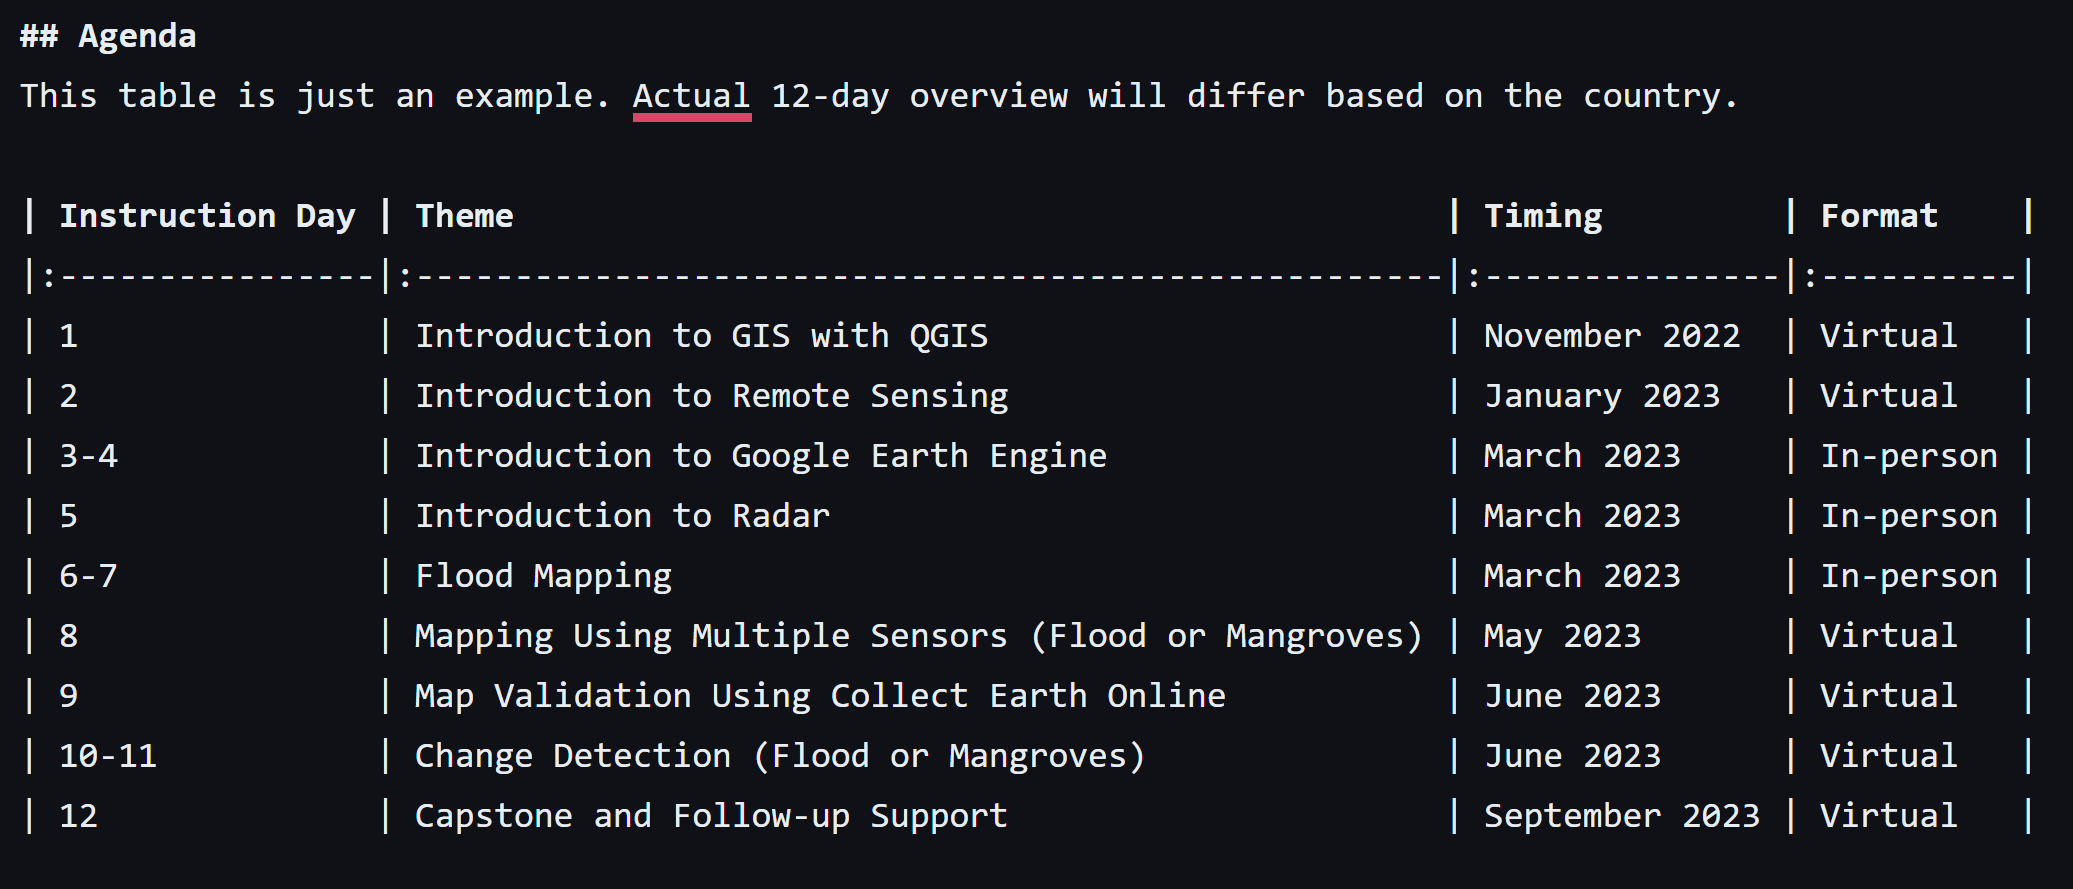 ## Agenda
This table is just an example. Actual 12-day overview will differ based on the country.
| Instruction Day | Theme                                               | Timing         | Format    |
|:----------------|:----------------------------------------------------|:---------------|:----------|
| 1               | Introduction to GIS with QGIS                       | November 2022  | Virtual   |
| 2               | Introduction to Remote Sensing                      | January 2023   | Virtual   |
| 3-4             | Introduction to Google Earth Engine                 | March 2023     | In-person |
| 5               | Introduction to Radar                               | March 2023     | In-person |
| 6-7             | Flood Mapping                                       | March 2023     | In-person |
| 8               | Mapping Using Multiple Sensors (Flood or Mangroves) | May 2023       | Virtual   |
| 9               | Map Validation Using Collect Earth Online           | June 2023      | Virtual   |
| 10-11           | Change Detection (Flood or Mangroves)               | June 2023      | Virtual   |
| 12              | Capstone and Follow-up Support                      | September 2023 | Virtual   |